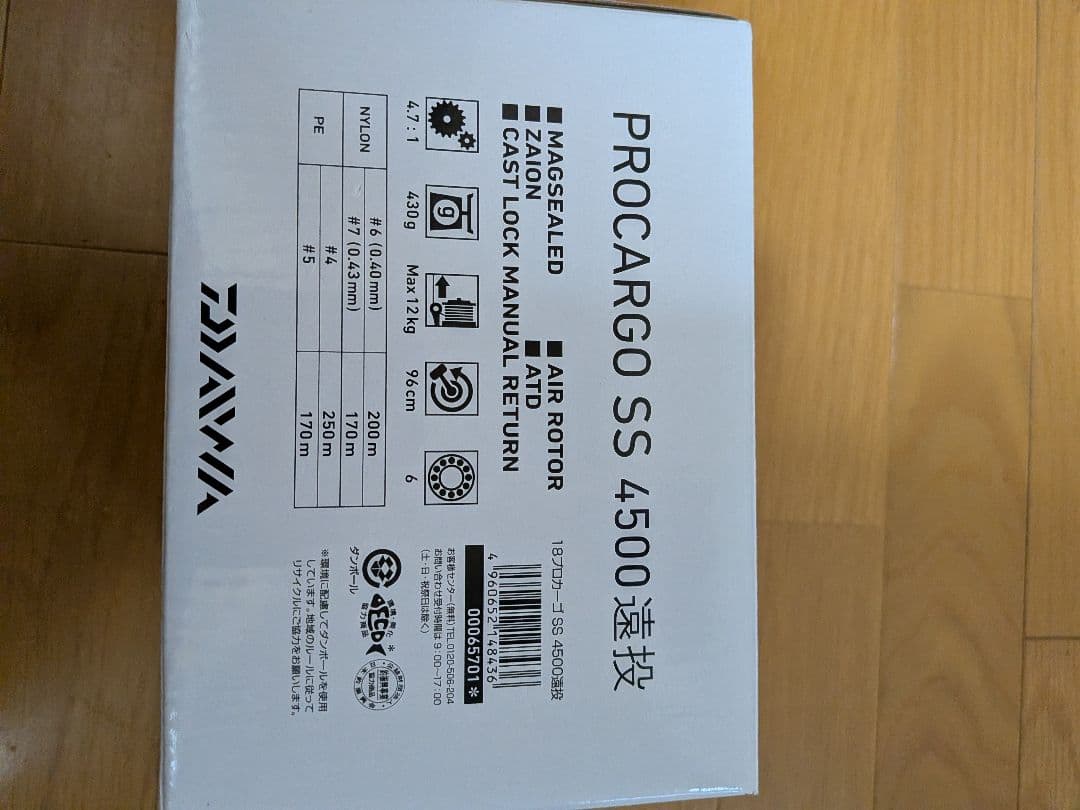 PROCARGO SS 4500遠投
■ MAGSEALED ■ AIR ROTOR
■ ZAION ■ ATD
■ CAST LOCK MANUAL RETURN
g
4.7:1 430g Max12kg 96cm 6
NYLON #6 (0.40mm) 200m
#7 (0.43mm) 170m
PE #4 250m
#5 170m
DAIWA
18プロカーゴ SS 4500遠投
4 960652 148436
00065701*
お客様センター(無料)TEL.0120-506-204
お問い合わせ受付時間は 9:00~17:00
(土・日・祝祭日は除く)
ダンボール
ECO
協力商品
※環境に配慮してダンボールを使用
しています。地域のルールに従って
リサイクルにご協力をお願いします。